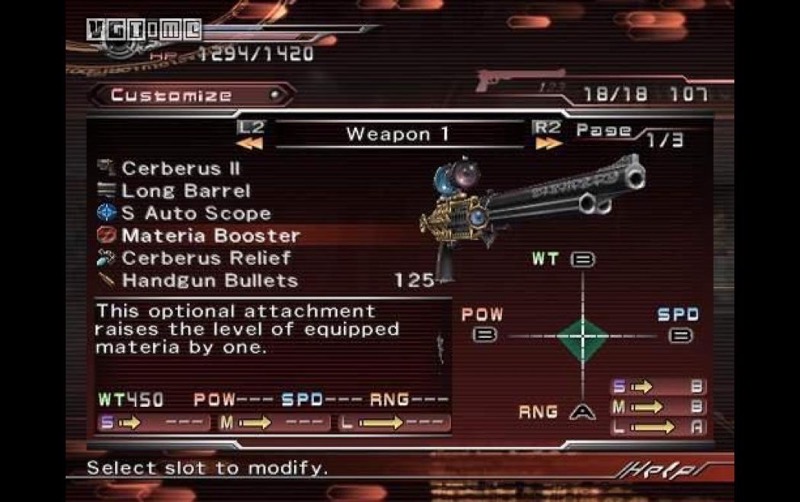 VGTIME
HP 1294/1420
Customize
18/18 107
L2 Weapon 1 R2 Page 1/3
Cerberus II
Long Barrel
S Auto Scope
Materia Booster
Cerberus Relief
Handgun Bullets 125
This optional attachment
raises the level of equipped
materia by one.
WT450 POW--- SPD--- RNG---
S --- M --- L ---
WT B
POW B
SPD B
RNG A
S B
M B
L A
Select slot to modify.
Help